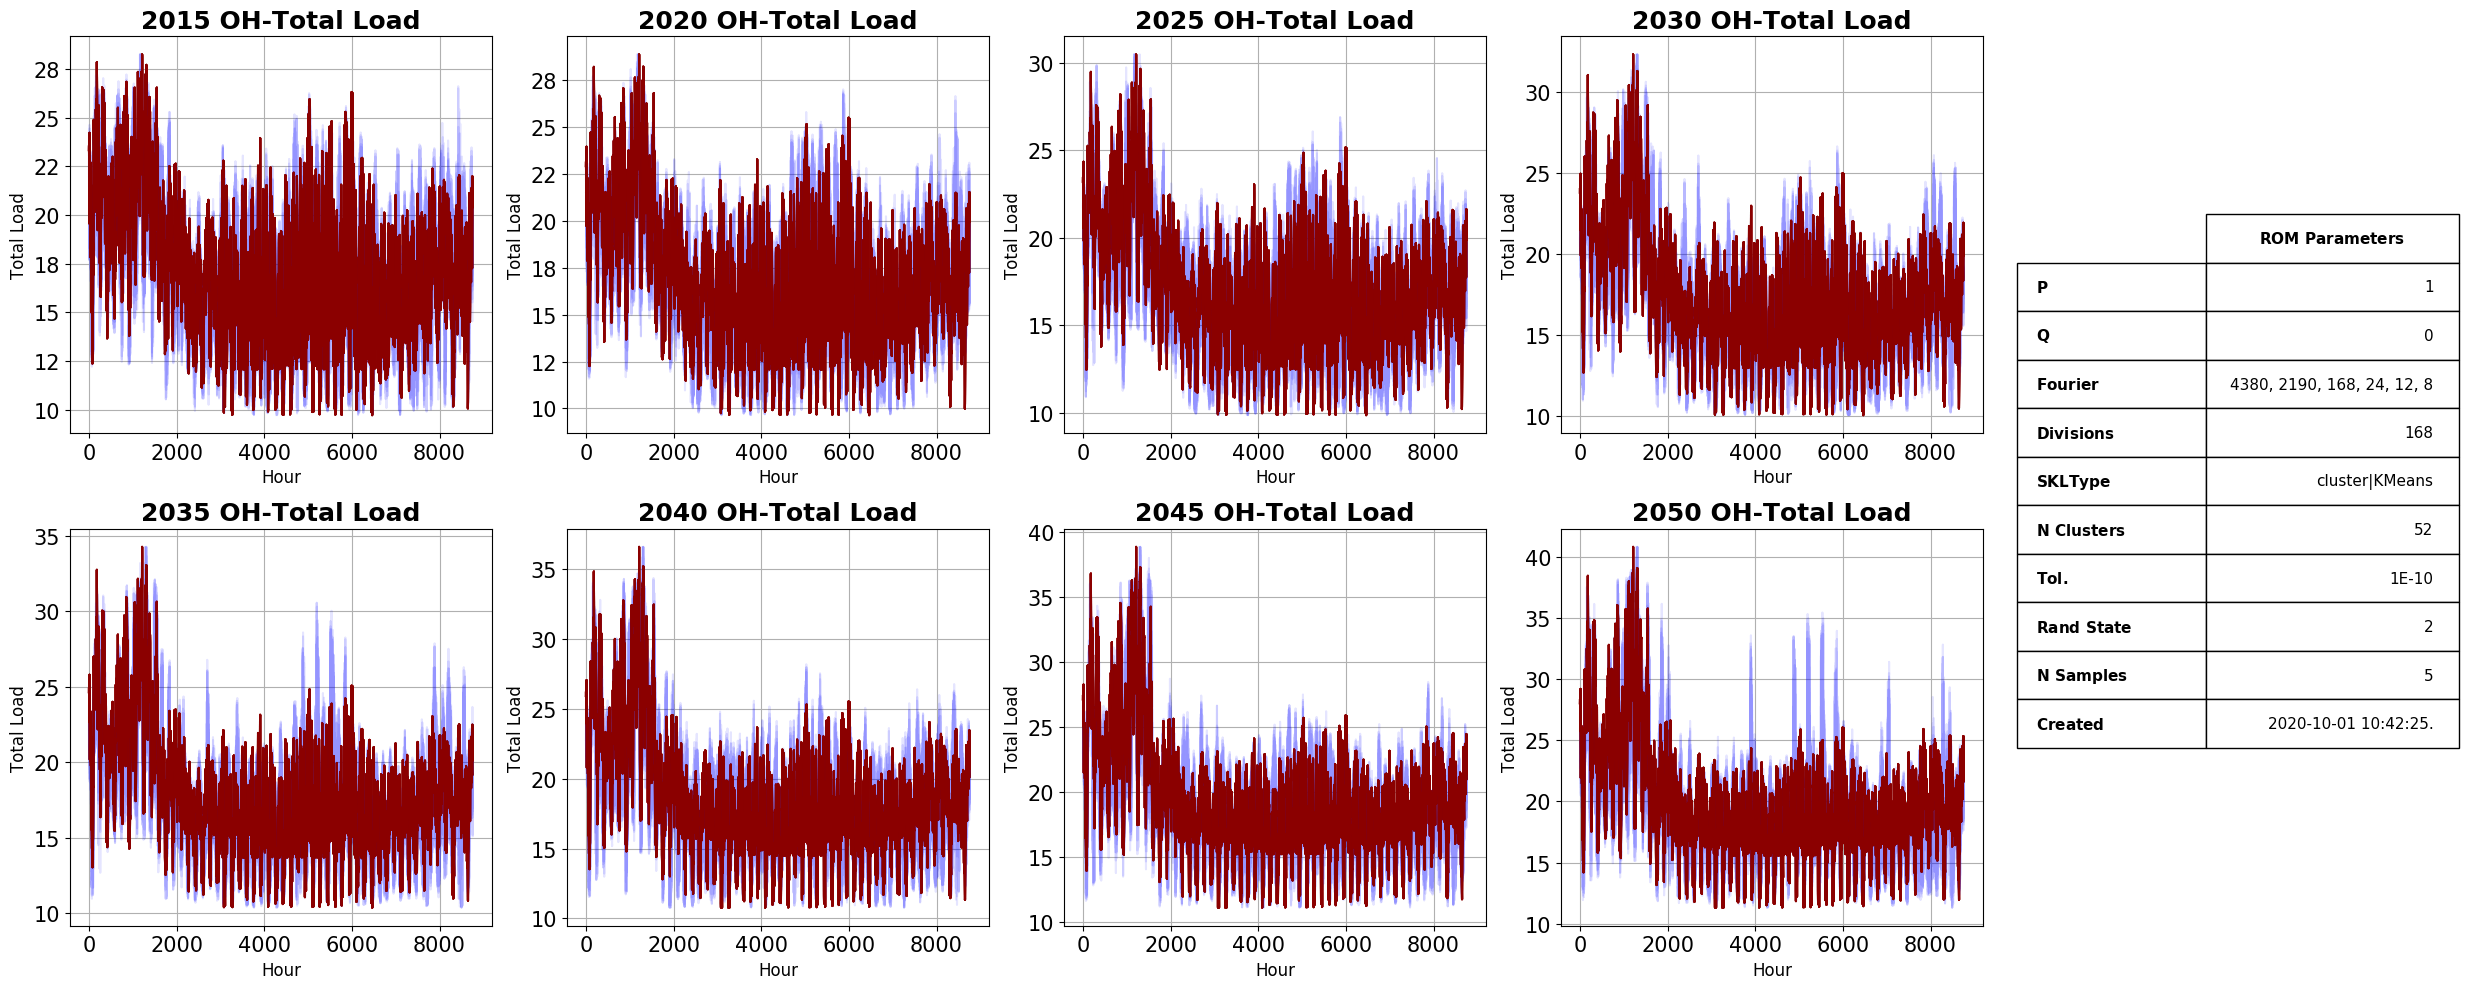 2015 OH-Total Load
Total Load
28
25
22
20
18
15
12
10
0 2000 4000 6000 8000
Hour
2020 OH-Total Load
Total Load
28
25
22
20
18
15
12
10
0 2000 4000 6000 8000
Hour
2025 OH-Total Load
Total Load
30
25
20
15
10
0 2000 4000 6000 8000
Hour
2030 OH-Total Load
Total Load
30
25
20
15
10
0 2000 4000 6000 8000
Hour
2035 OH-Total Load
Total Load
35
30
25
20
15
10
0 2000 4000 6000 8000
Hour
2040 OH-Total Load
Total Load
35
30
25
20
15
10
0 2000 4000 6000 8000
Hour
2045 OH-Total Load
Total Load
40
35
30
25
20
15
10
0 2000 4000 6000 8000
Hour
2050 OH-Total Load
Total Load
40
35
30
25
20
15
10
0 2000 4000 6000 8000
Hour
ROM Parameters
P 1
Q 0
Fourier 4380, 2190, 168, 24, 12, 8
Divisions 168
SKLType cluster|KMeans
N Clusters 52
Tol. 1E-10
Rand State 2
N Samples 5
Created 2020-10-01 10:42:25.